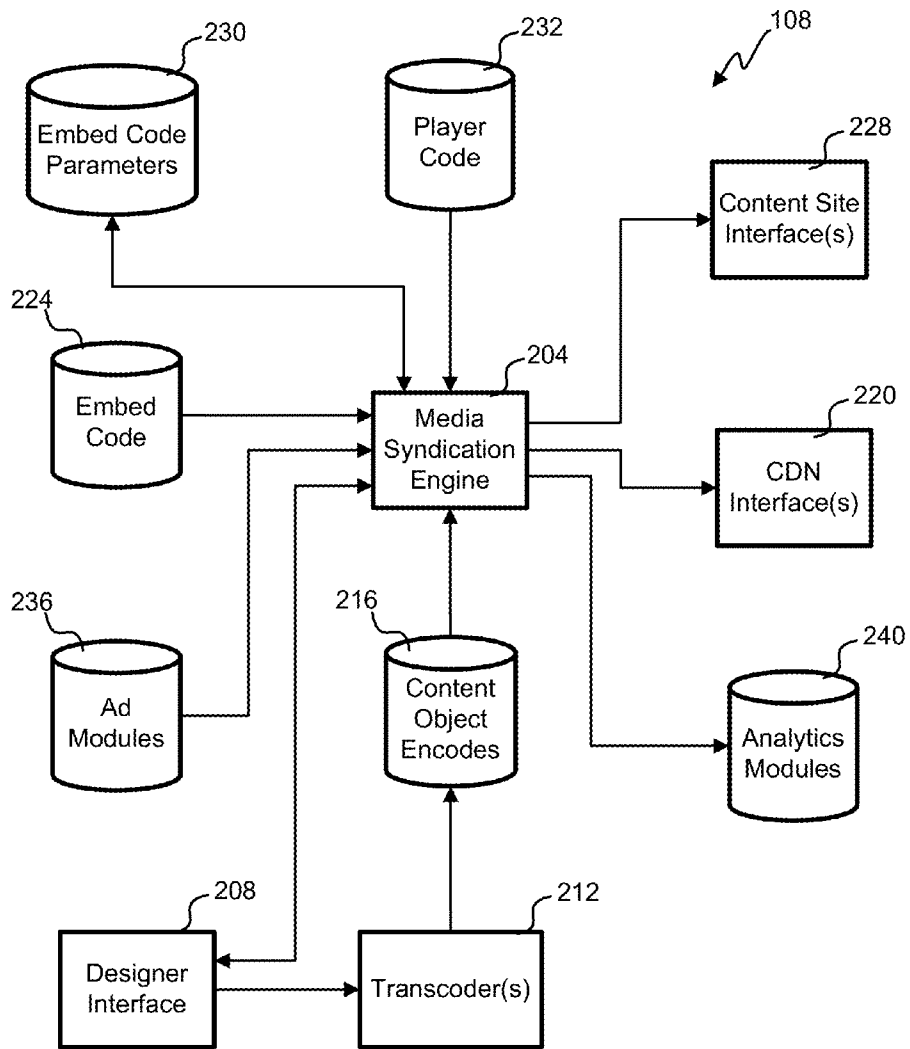 230
232
108
Embed Code
Parameters
Player
Code
228
Content Site
Interface(s)
224
204
Embed
Code
Media
Syndication
Engine
220
CDN
Interface(s)
236
216
240
Ad
Modules
Content
Object
Encodes
Analytics
Modules
208
212
Designer
Interface
Transcoder(s)